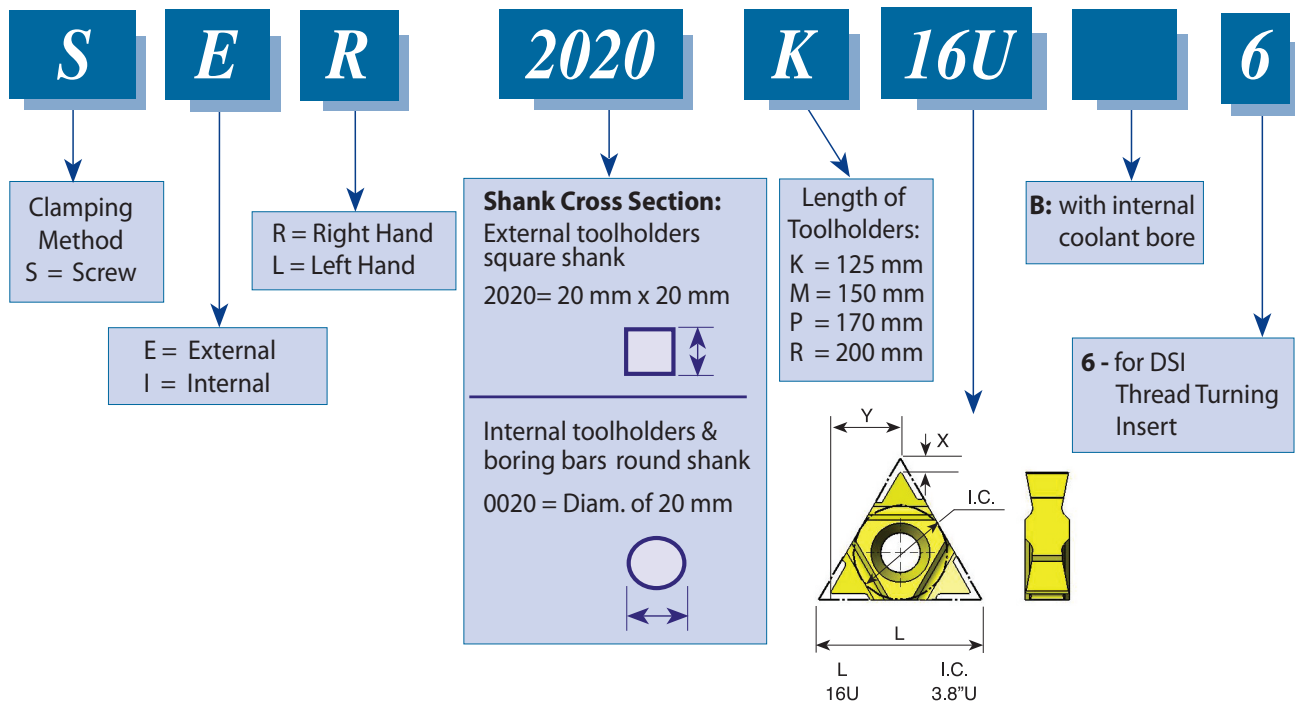 S E R 2020 K 16U 6
Clamping
Method
S = Screw
E = External
I = Internal
R = Right Hand
L = Left Hand
Shank Cross Section:
External toolholders
square shank
2020= 20 mm x 20 mm
Internal toolholders &
boring bars round shank
0020 = Diam. of 20 mm
Length of
Toolholders:
K = 125 mm
M = 150 mm
P = 170 mm
R = 200 mm
Y
X
I.C.
L
L I.C.
16U 3.8”U
B: with internal
coolant bore
6 - for DSI
Thread Turning
Insert